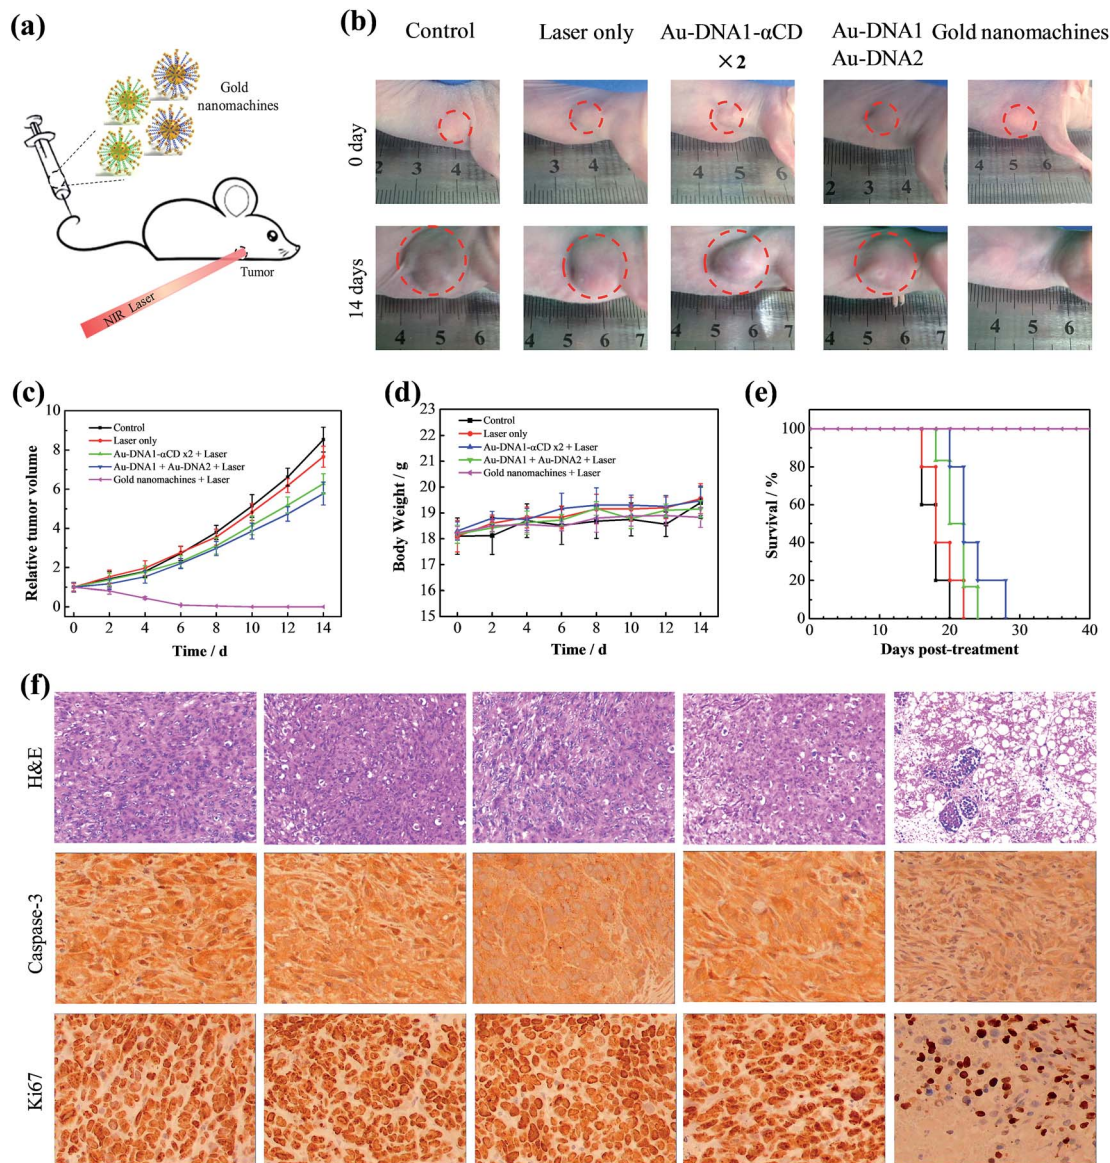 (a)
Gold
nanomachines
Tumor
NIR Laser
(b)
Control
Laser only
Au-DNA1-αCD
×2
Au-DNA1
Au-DNA2
Gold nanomachines
0 day
2 3 4
3 4
4 5 6
2 3 4
4 5 6
14 days
4 5 6
4 5 6 7
4 5 6 7
4 5 6
4 5 6 7
(c)
Relative tumor volume
10
8
6
4
2
0
Control
Laser only
Au-DNA1-αCD x2 + Laser
Au-DNA1 + Au-DNA2 + Laser
Gold nanomachines + Laser
0 2 4 6 8 10 12 14
Time / d
(d)
Body Weight / g
23
22
21
20
19
18
17
16
15
Control
Laser only
Au-DNA1-αCD x2 + Laser
Au-DNA1 + Au-DNA2 + Laser
Gold nanomachines + Laser
0 2 4 6 8 10 12 14
Time / d
(e)
Survival / %
100
80
60
40
20
0
0 10 20 30 40
Days post-treatment
(f)
H&E
Caspase-3
Ki67